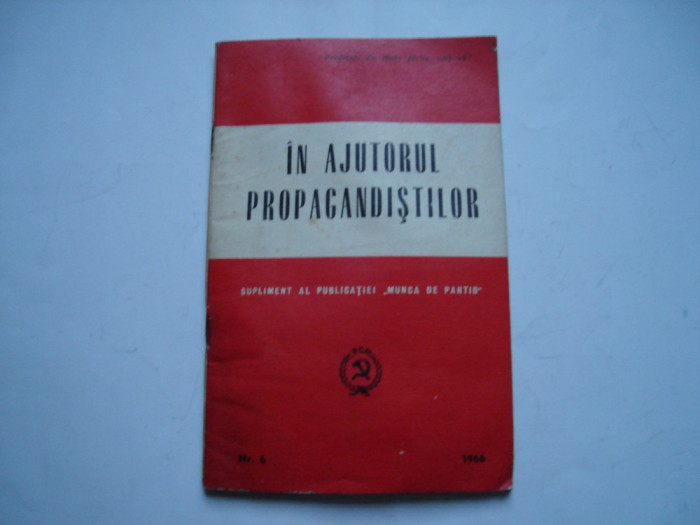 ÎN AJUTORUL
PROPAGANDIŞTILOR
SUPLIMENT AL PUBLICAŢIEI „MUNCA DE PARTID"
P.C.R.
Nr. 6
1966